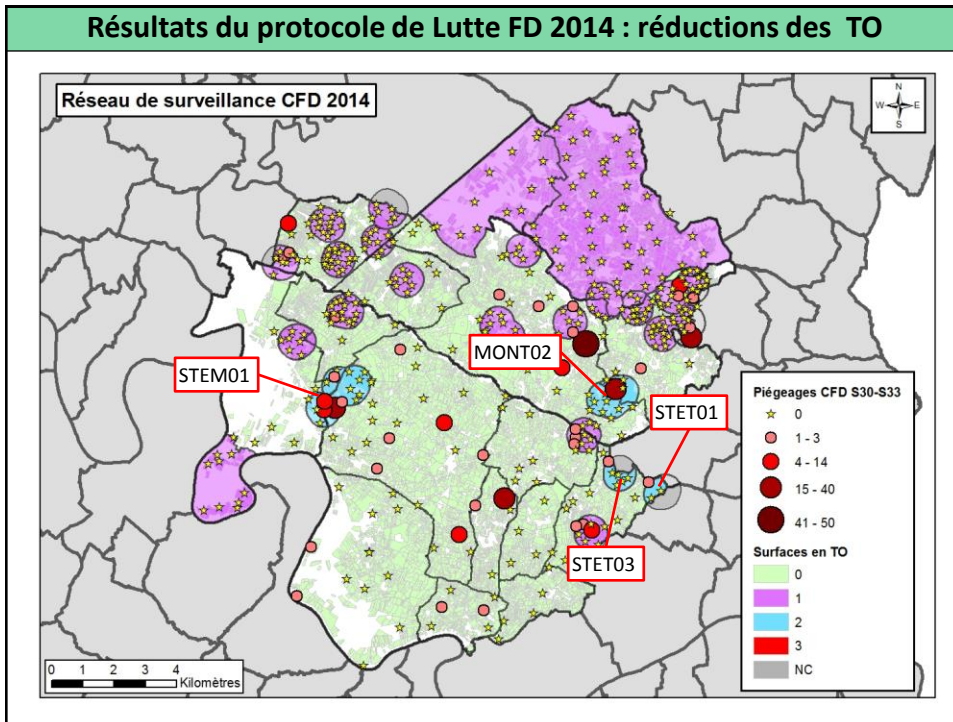 Résultats du protocole de Lutte FD 2014 : réductions des TO
Réseau de surveillance CFD 2014
N
W E
S
STEM01
MONT02
STET01
STET03
Piégeages CFD S30-S33
0
1 - 3
4 - 14
15 - 40
41 - 50
Surfaces en TO
0
1
2
3
NC
0 1 2 3 4
Kilomètres